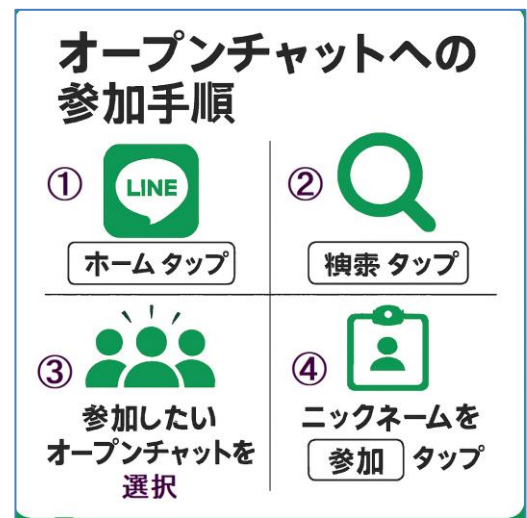 オープンチャットへの
参加手順
①
LINE
ホーム タップ
②
タップ
③
参加したい
オープンチャットを
選択
④
ニックネームを
参加 タップ